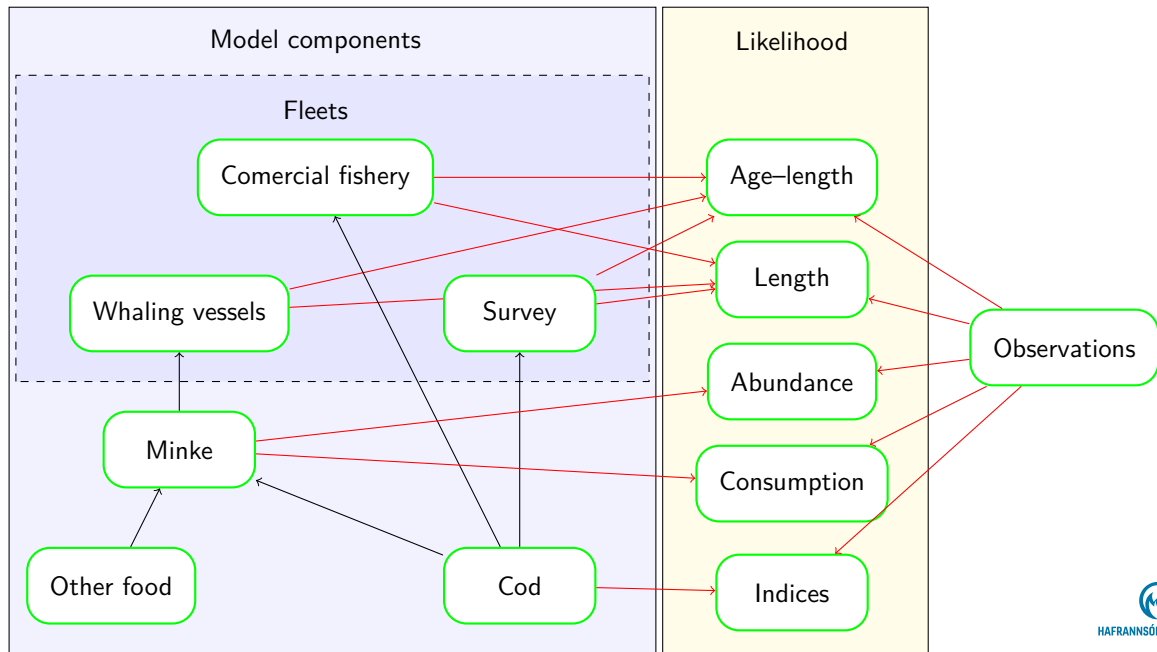 Model components
Likelihood
Fleets
Comercial fishery
Age–length
Length
Whaling vessels
Survey
Observations
Abundance
Minke
Consumption
Other food
Cod
Indices